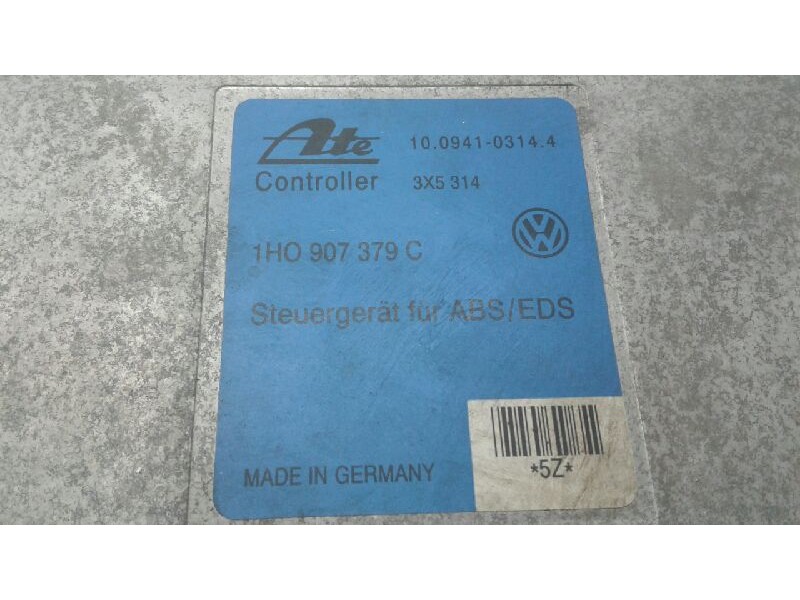 Ate 10.0941-0314.4
Controller 3X5 314
VW
1HO 907 379 C
Steuergerät für ABS/EDS
*5Z*
MADE IN GERMANY